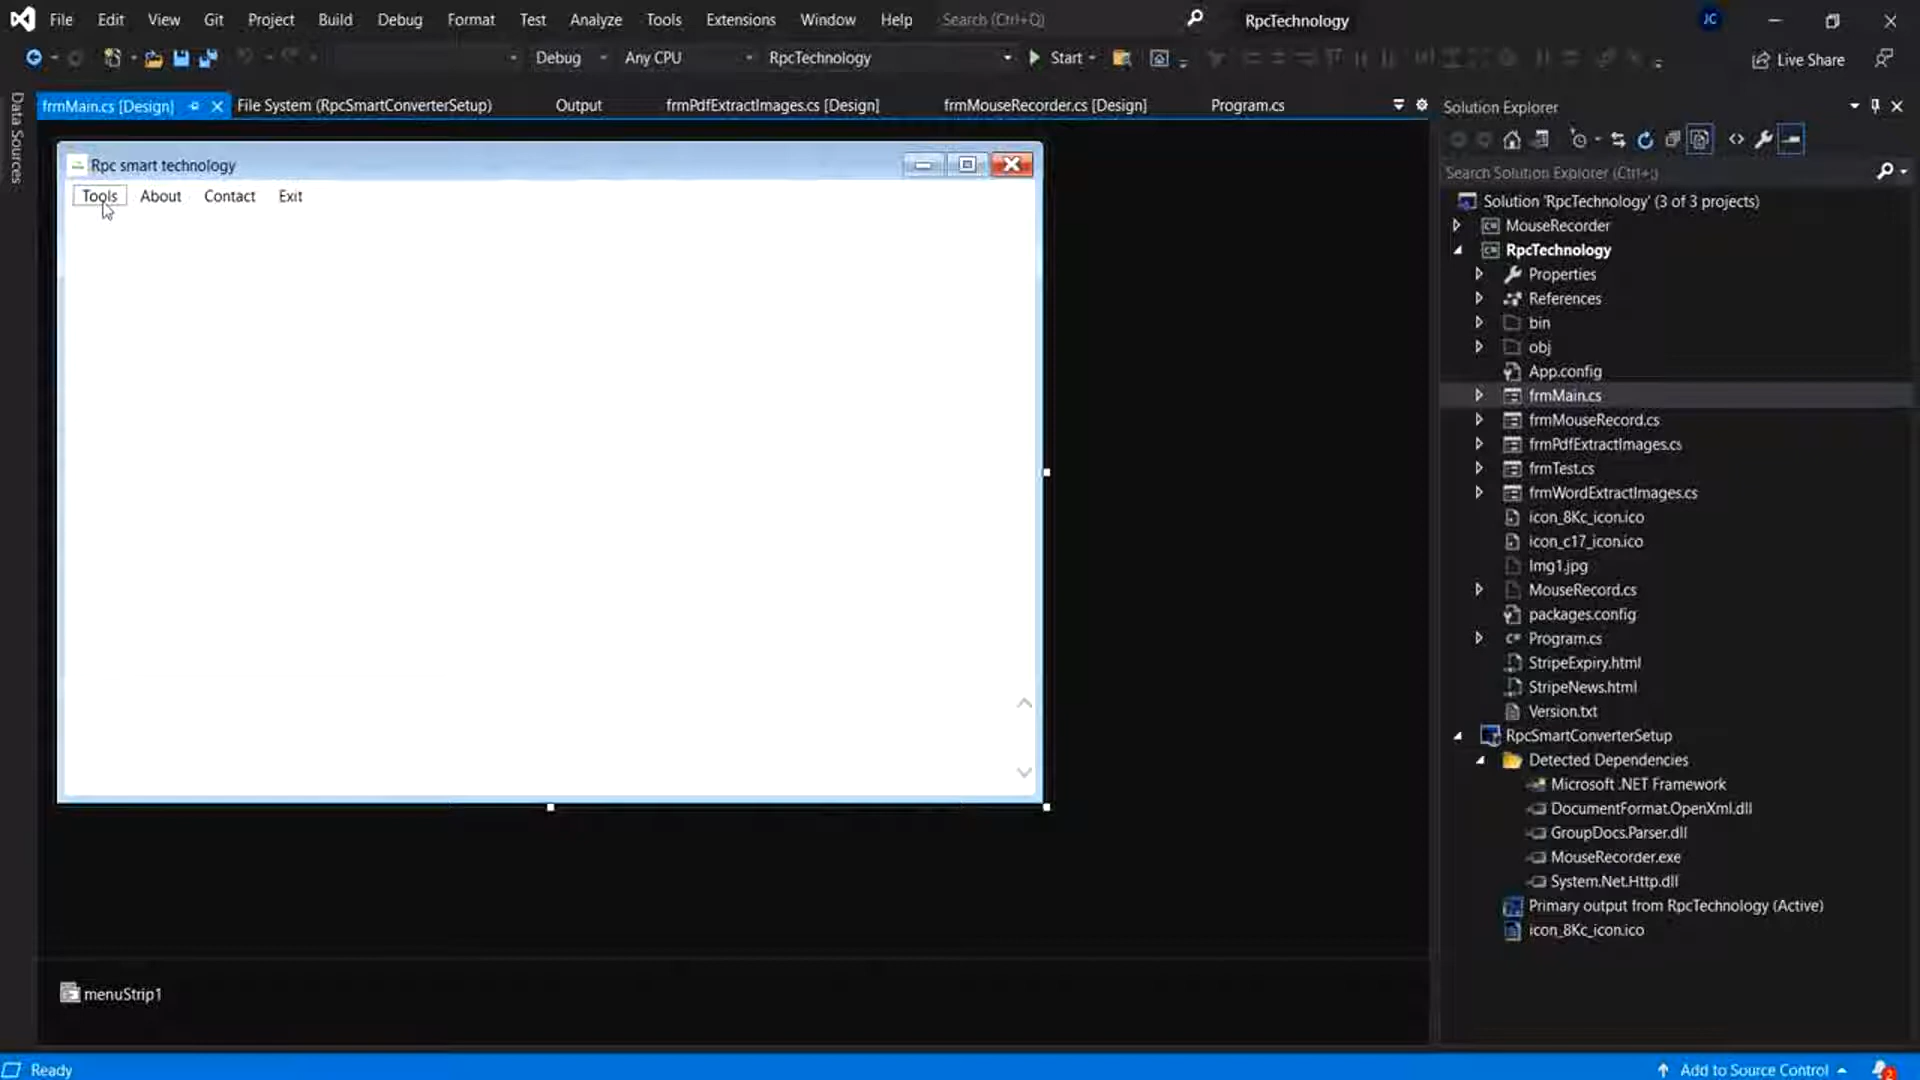 File Edit View Git Project Build Debug Format Test Analyze Tools Extensions Window Help Search (Ctrl+Q) RpcTechnology JC
Debug Any CPU RpcTechnology Start Live Share
frmMain.cs [Design] File System (RpcSmartConverterSetup) Output frmPdfExtractImages.cs [Design] frmMouseRecorder.cs [Design] Program.cs
Data Sources
Rpc smart technology
Tools About Contact Exit
menuStrip1
Solution Explorer
Search Solution Explorer (Ctrl+;)
Solution 'RpcTechnology' (3 of 3 projects)
MouseRecorder
RpcTechnology
Properties
References
bin
obj
App.config
frmMain.cs
frmMouseRecord.cs
frmPdfExtractImages.cs
frmTest.cs
frmWordExtractImages.cs
icon_8Kc_icon.ico
icon_c17_icon.ico
Img1.jpg
MouseRecord.cs
packages.config
Program.cs
StripeExpiry.html
StripeNews.html
Version.txt
RpcSmartConverterSetup
Detected Dependencies
Microsoft .NET Framework
DocumentFormat.OpenXml.dll
GroupDocs.Parser.dll
MouseRecorder.exe
System.Net.Http.dll
Primary output from RpcTechnology (Active)
icon_8Kc_icon.ico
Ready Add to Source Control 2